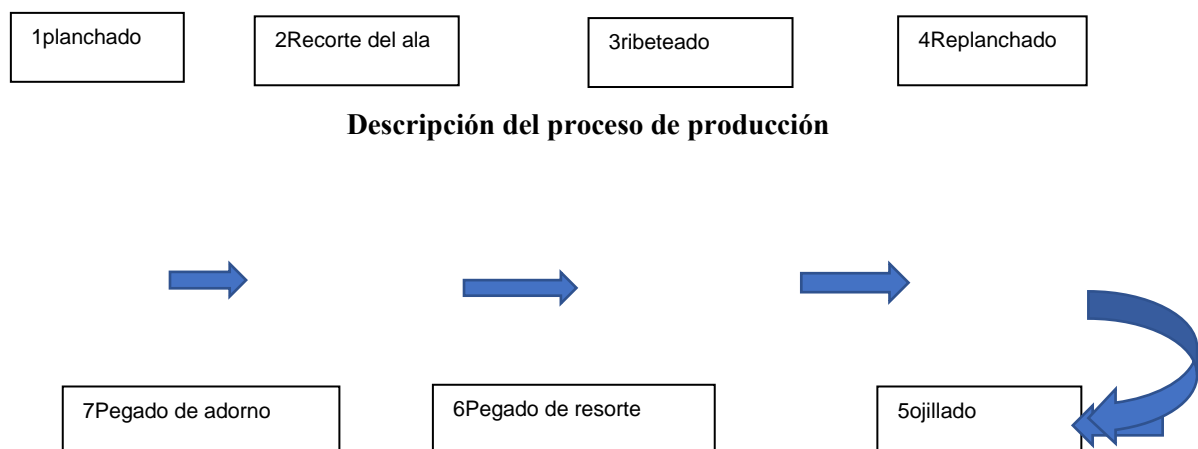 1planchado
2Recorte del ala
3ribeteado
4Replanchado
Descripción del proceso de producción
7Pegado de adorno
6Pegado de resorte
5ojillado